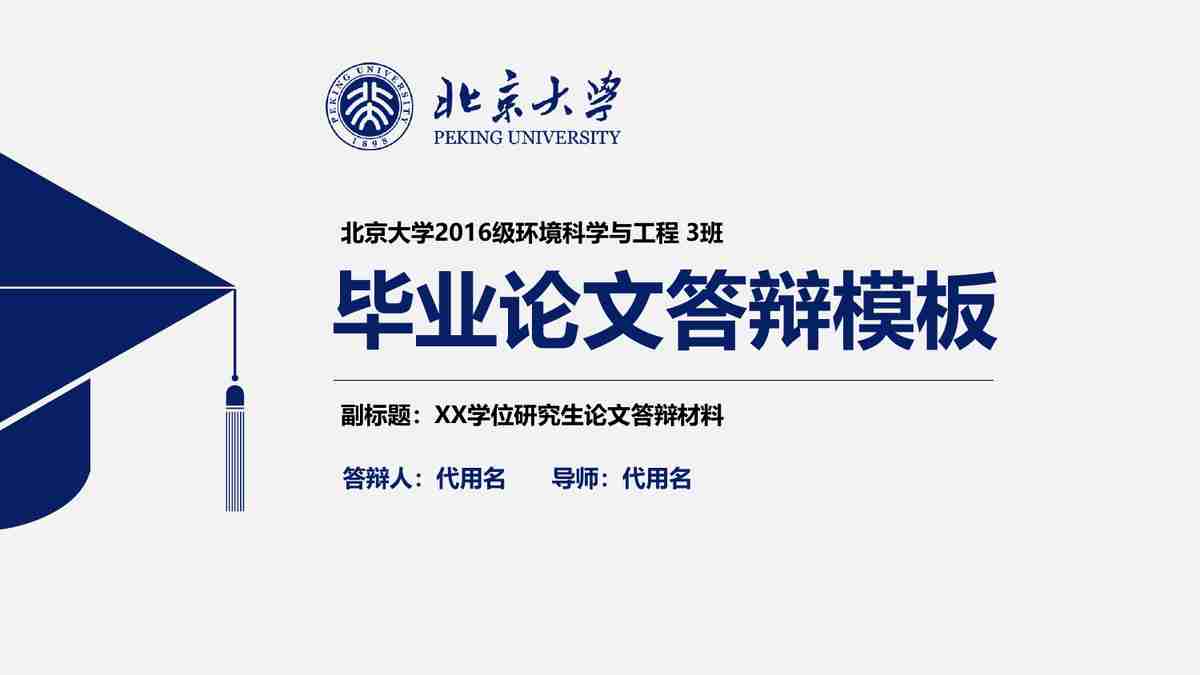 PEKING UNIVERSITY
1898
北京大学
PEKING UNIVERSITY
北京大学2016级环境科学与工程 3班
毕业论文答辩模板
副标题：XX学位研究生论文答辩材料
答辩人：代用名 导师：代用名